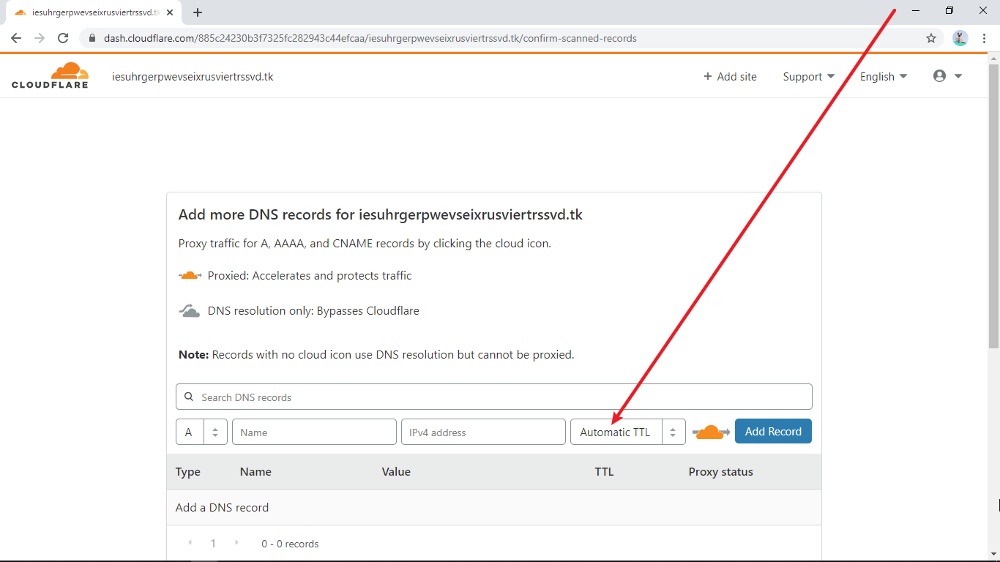 iesuhrgerpwevseixrusviertrssvd.tk
dash.cloudflare.com/885c24230b3f7325fc282943c44efcaa/iesuhrgerpwevseixrusviertrssvd.tk/confirm-scanned-records
CLOUDFLARE
iesuhrgerpwevseixrusviertrssvd.tk
+ Add site
Support
English
Add more DNS records for iesuhrgerpwevseixrusviertrssvd.tk
Proxy traffic for A, AAAA, and CNAME records by clicking the cloud icon.
Proxied: Accelerates and protects traffic
DNS resolution only: Bypasses Cloudflare
Note: Records with no cloud icon use DNS resolution but cannot be proxied.
Search DNS records
A Name IPv4 address Automatic TTL Add Record
Type Name Value TTL Proxy status
Add a DNS record
1 0 - 0 records